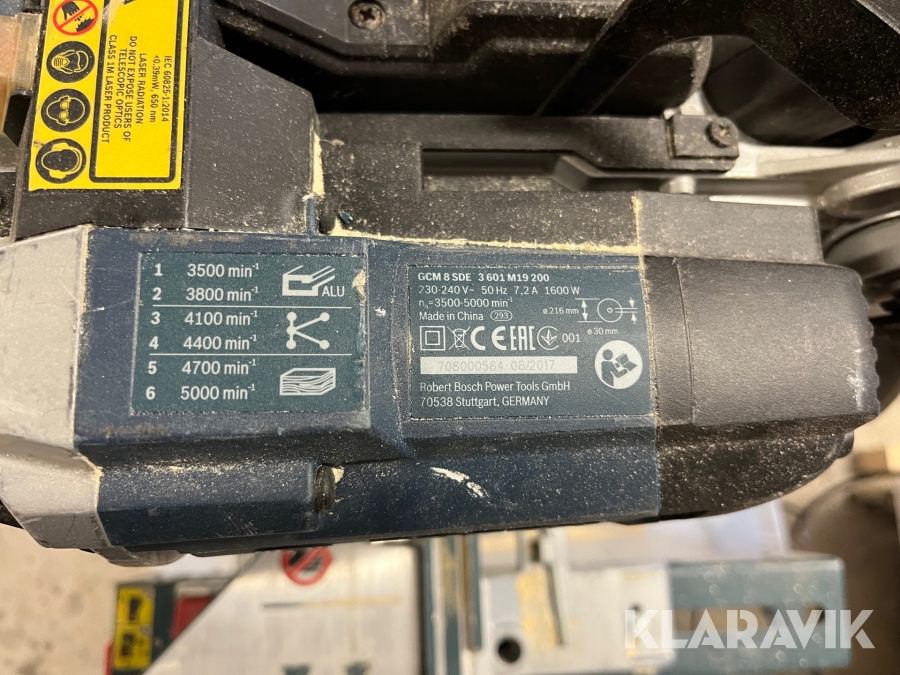 IEC 60825-1:2014
<0.39mW, 650 nm
LASER RADIATION
DO NOT EXPOSE USERS OF
TELESCOPIC OPTICS
CLASS 1M LASER PRODUCT
1 3500 min⁻¹
2 3800 min⁻¹
ALU
3 4100 min⁻¹
4 4400 min⁻¹
5 4700 min⁻¹
6 5000 min⁻¹
GCM 8 SDE 3 601 M19 200
230-240 V~ 50 Hz 7,2 A 1600 W
n₀=3500-5000 min⁻¹
Made in China 293
ø 216 mm
ø 30 mm
CE EAC 001
708000584 08/2017
Robert Bosch Power Tools GmbH
70538 Stuttgart, GERMANY
KLARAVIK